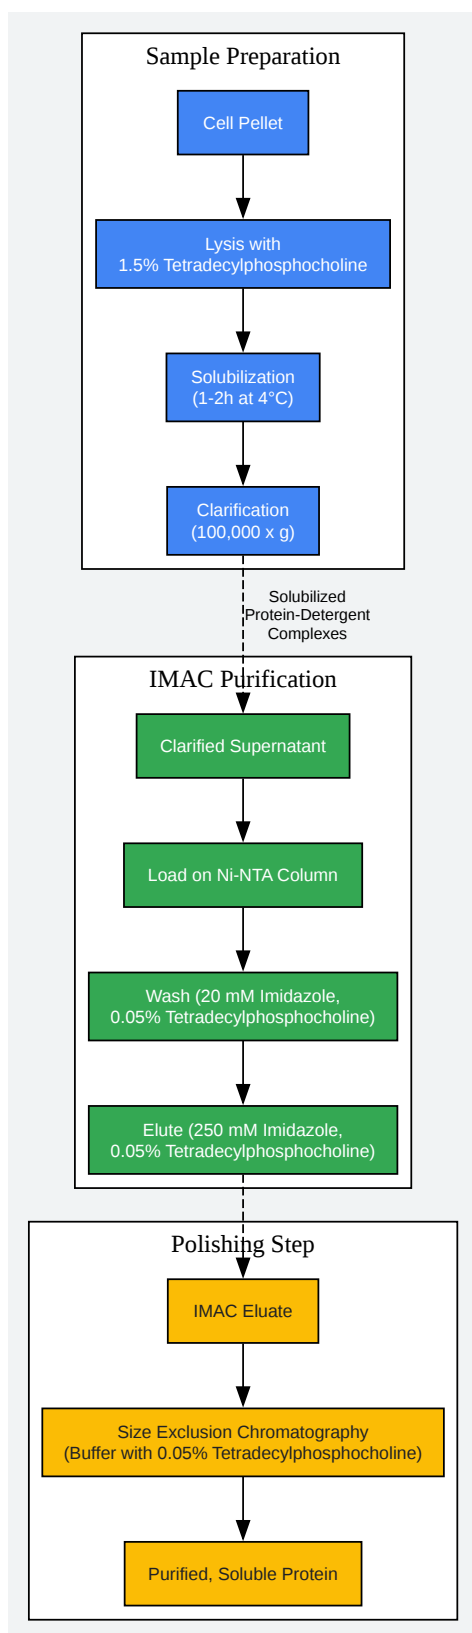 Sample Preparation
Cell Pellet
Lysis with
1.5% Tetradecylphosphocholine
Solubilization
(1-2h at 4°C)
Clarification
(100,000 x g)
Solubilized
Protein-Detergent
Complexes
IMAC Purification
Clarified Supernatant
Load on Ni-NTA Column
Wash (20 mM Imidazole,
0.05% Tetradecylphosphocholine)
Elute (250 mM Imidazole,
0.05% Tetradecylphosphocholine)
Polishing Step
IMAC Eluate
Size Exclusion Chromatography
(Buffer with 0.05% Tetradecylphosphocholine)
Purified, Soluble Protein